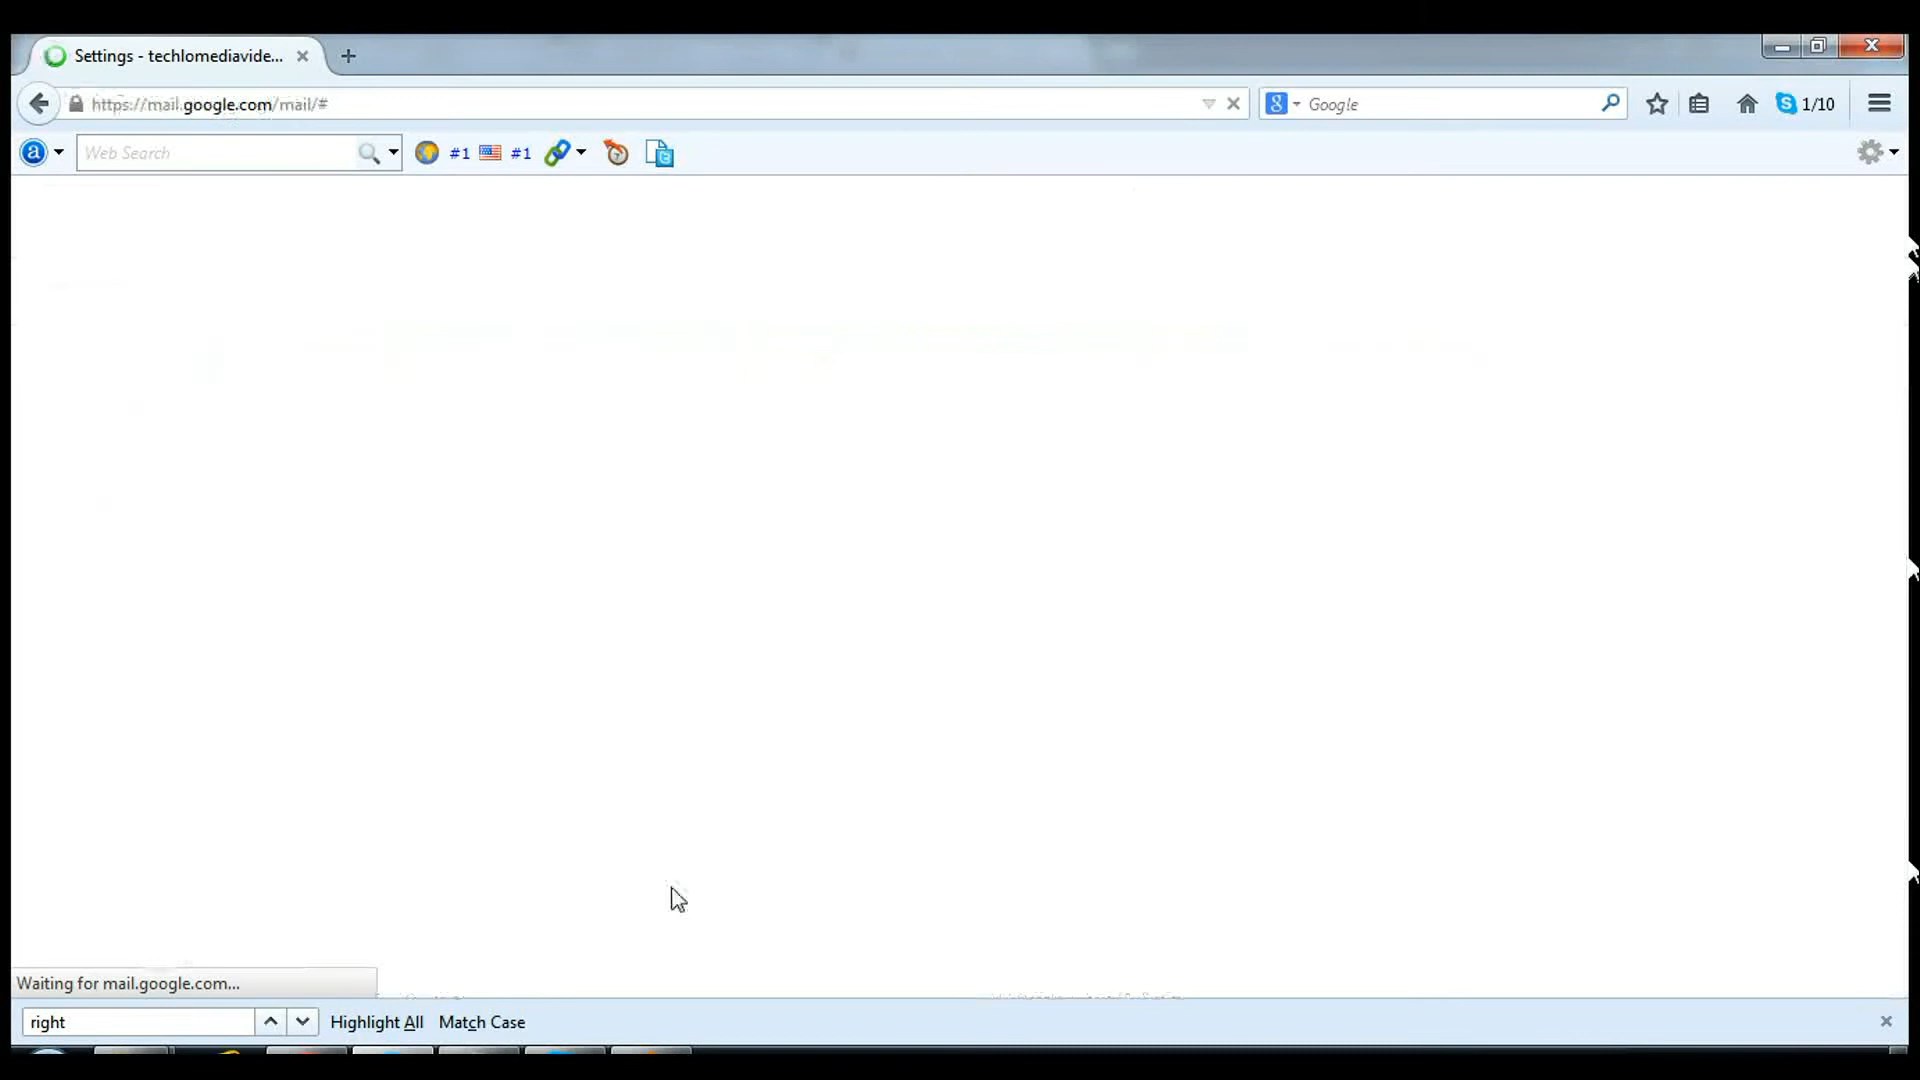 Settings - techlomediavide...
https://mail.google.com/mail/#
Google
1/10
Web Search
#1
#1
Waiting for mail.google.com...
right
Highlight All
Match Case